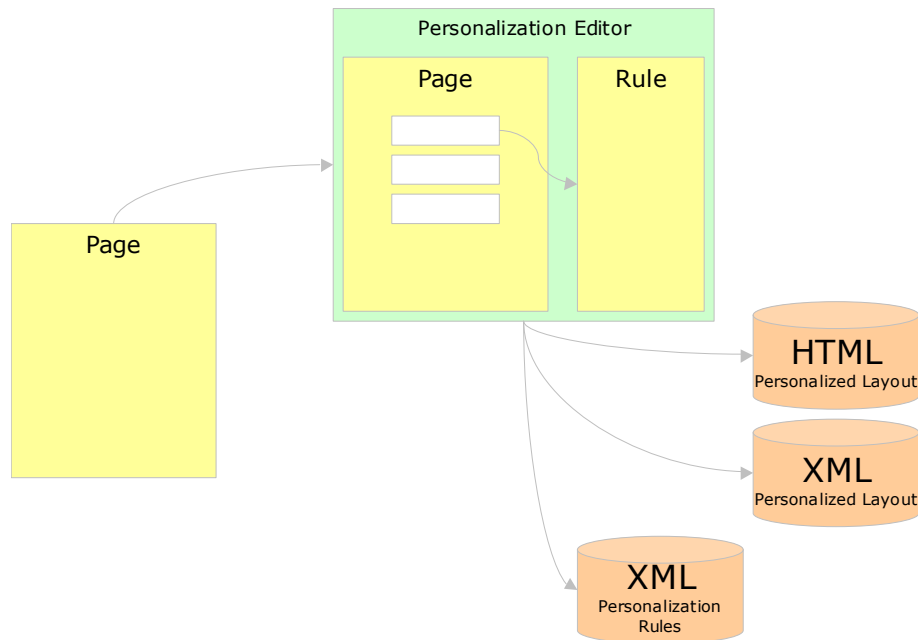 Personalization Editor
Page
Rule
Page
HTML
Personalized Layout
XML
Personalized Layout
XML
Personalization
Rules